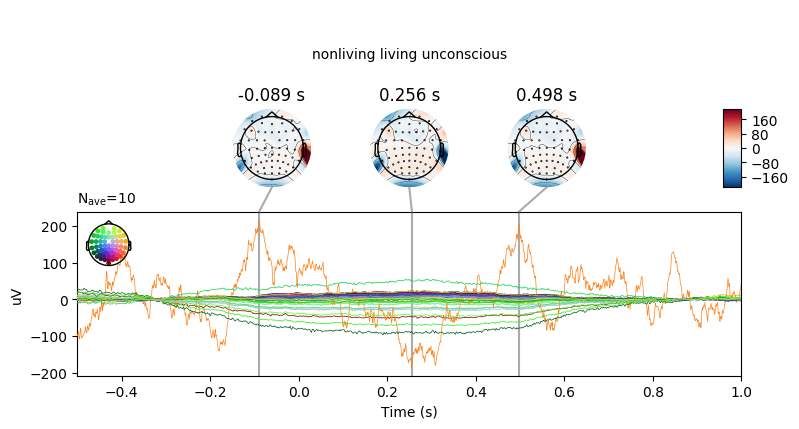 nonliving living unconscious
-0.089 s 0.256 s 0.498 s
160
80
0
−80
−160
Nave=10
200
100
0
−100
−200
uV
−0.4 −0.2 0.0 0.2 0.4 0.6 0.8 1.0
Time (s)